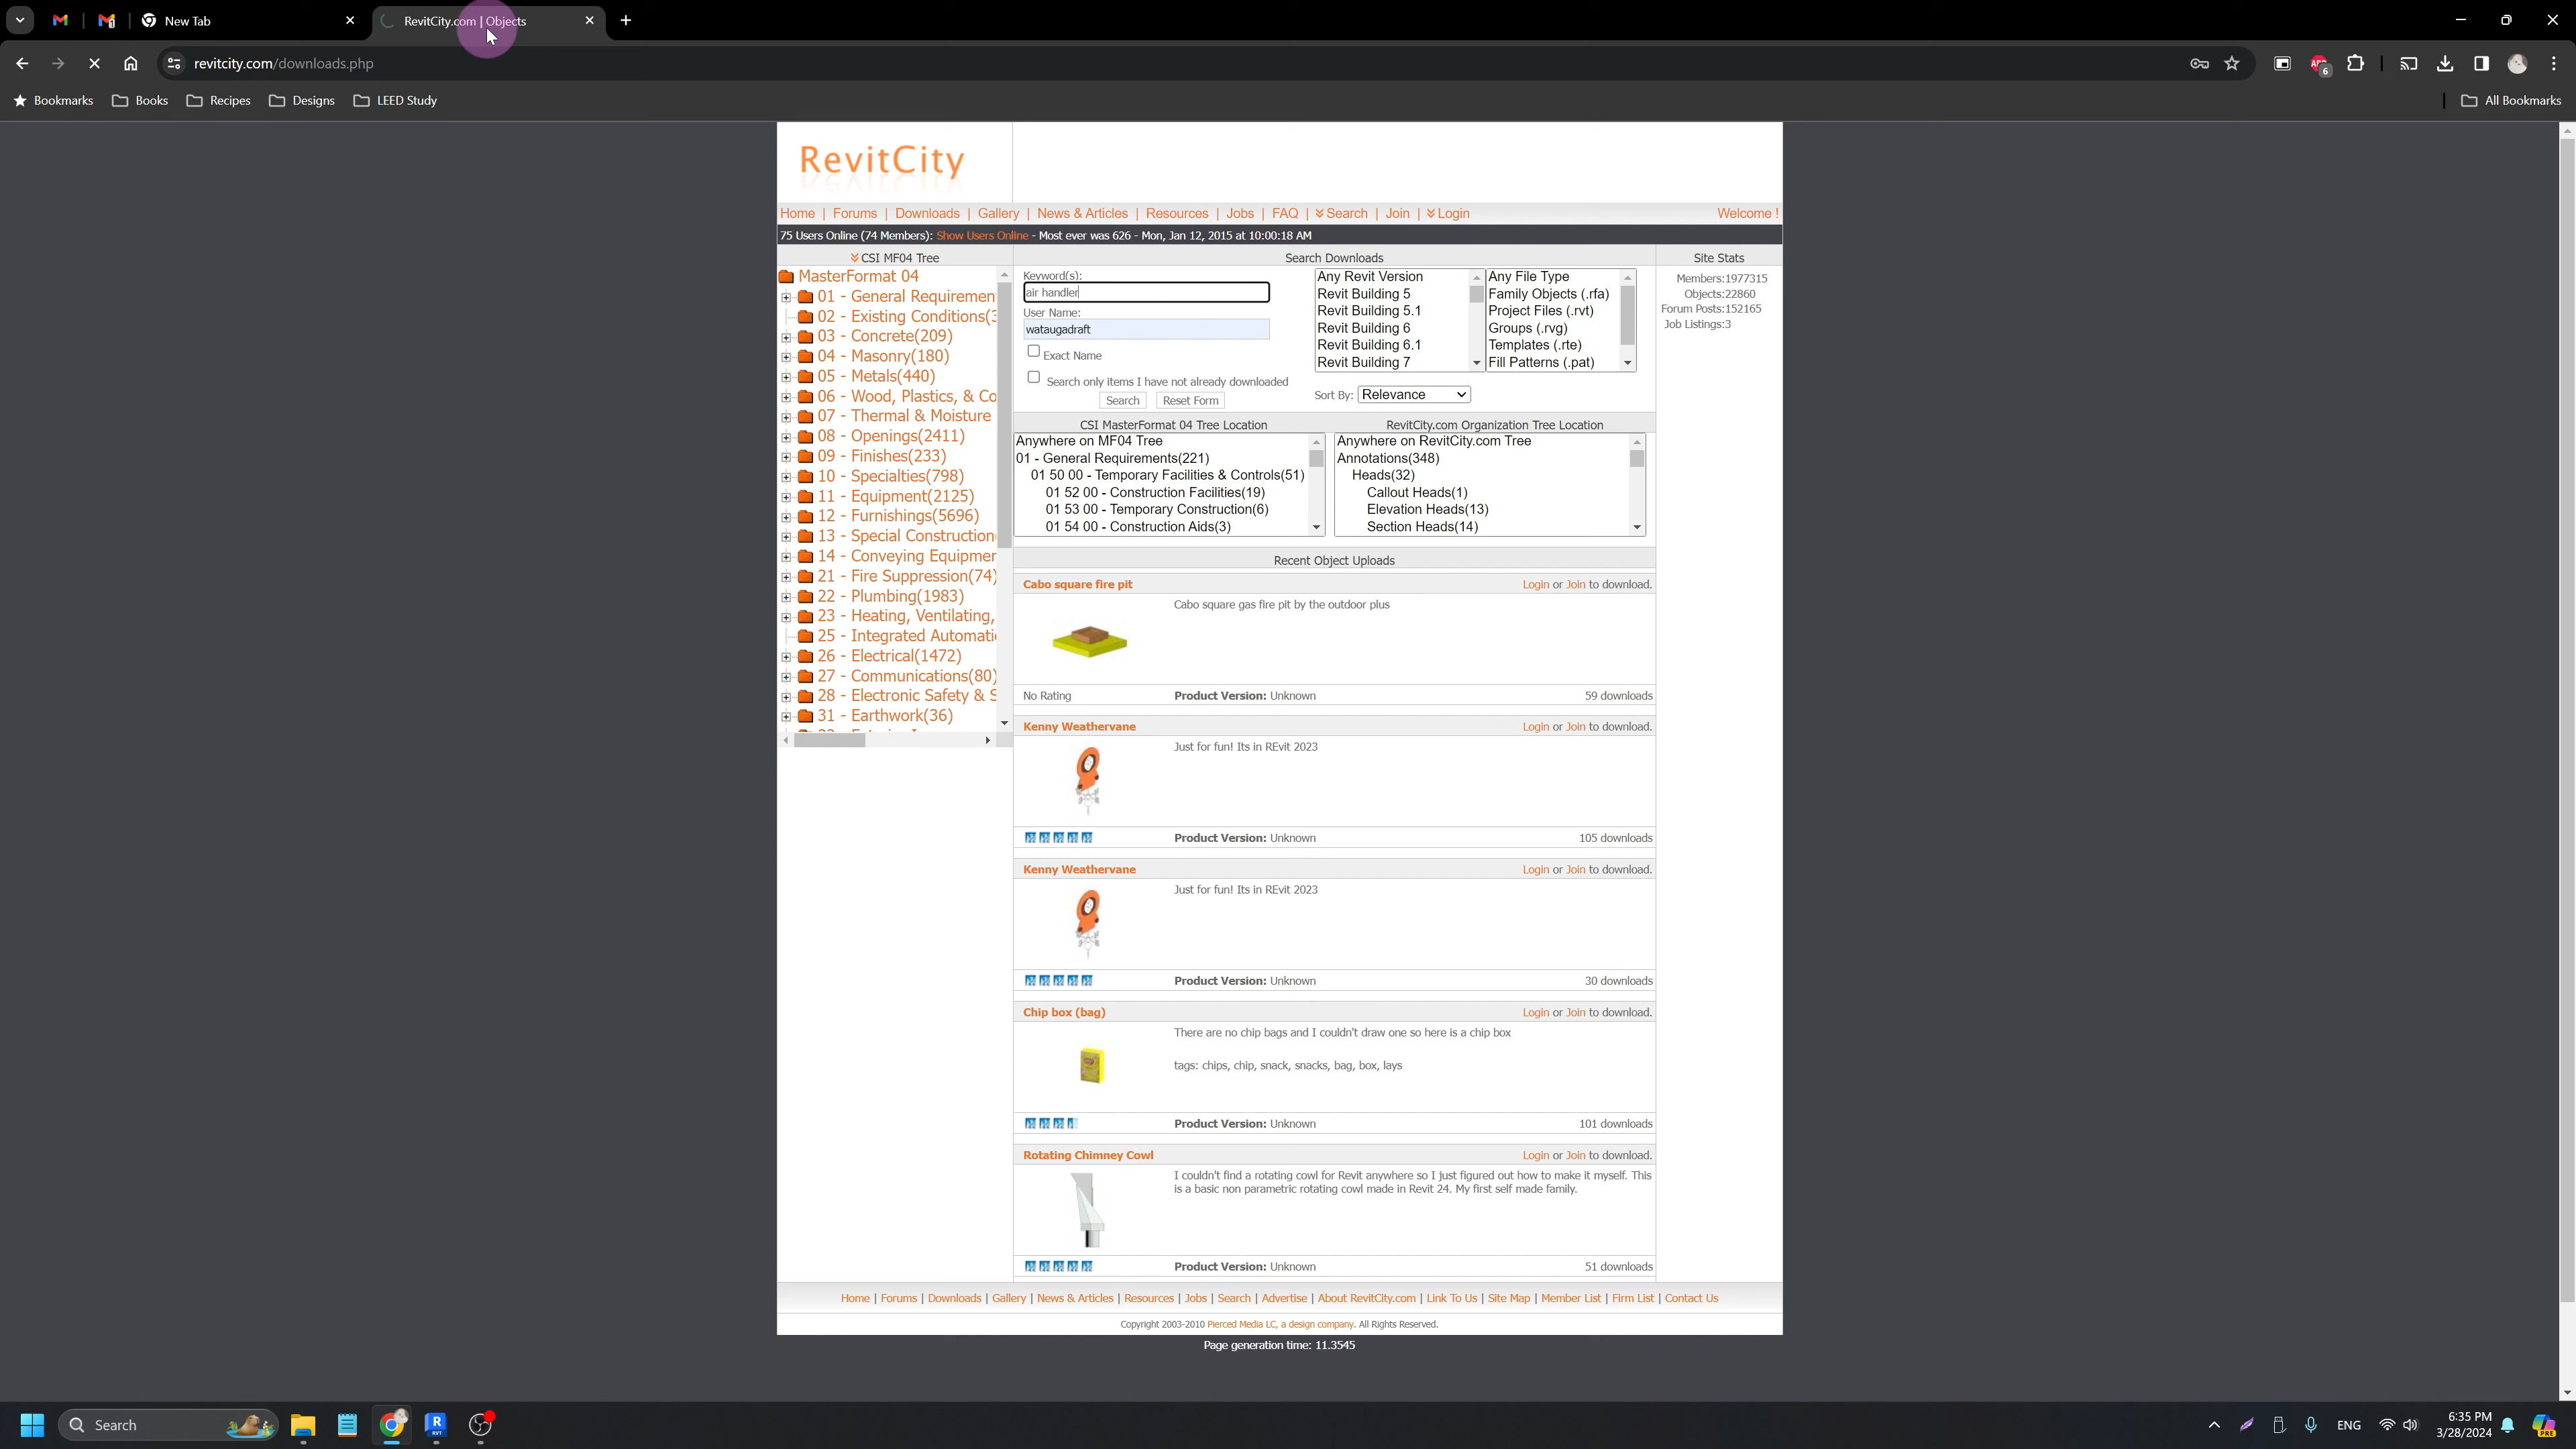 New Tab
RevitCity.com | Objects
revitcity.com/downloads.php
Bookmarks
Books
Recipes
Designs
LEED Study
All Bookmarks
RevitCity
Home | Forums | Downloads | Gallery | News & Articles | Resources | Jobs | FAQ | Search | Join | Login
Welcome !
75 Users Online (74 Members): Show Users Online - Most ever was 626 - Mon, Jan 12, 2015 at 10:00:18 AM
CSI MF04 Tree
MasterFormat 04
01 - General Requiremen
02 - Existing Conditions(
03 - Concrete(209)
04 - Masonry(180)
05 - Metals(440)
06 - Wood, Plastics, & Co
07 - Thermal & Moisture
08 - Openings(2411)
09 - Finishes(233)
10 - Specialties(798)
11 - Equipment(2125)
12 - Furnishings(5696)
13 - Special Construction
14 - Conveying Equipmer
21 - Fire Suppression(74)
22 - Plumbing(1983)
23 - Heating, Ventilating,
25 - Integrated Automati
26 - Electrical(1472)
27 - Communications(80)
28 - Electronic Safety & S
31 - Earthwork(36)
Search Downloads
Keyword(s):
air handler
User Name:
wataugadraft
Exact Name
Search only items I have not already downloaded
Search
Reset Form
Any Revit Version
Revit Building 5
Revit Building 5.1
Revit Building 6
Revit Building 6.1
Revit Building 7
Any File Type
Family Objects (.rfa)
Project Files (.rvt)
Groups (.rvg)
Templates (.rte)
Fill Patterns (.pat)
Sort By: Relevance
CSI MasterFormat 04 Tree Location
Anywhere on MF04 Tree
01 - General Requirements(221)
01 50 00 - Temporary Facilities & Controls(51)
01 52 00 - Construction Facilities(19)
01 53 00 - Temporary Construction(6)
01 54 00 - Construction Aids(3)
RevitCity.com Organization Tree Location
Anywhere on RevitCity.com Tree
Annotations(348)
Heads(32)
Callout Heads(1)
Elevation Heads(13)
Section Heads(14)
Site Stats
Members:1977315
Objects:22860
Forum Posts:152165
Job Listings:3
Recent Object Uploads
Cabo square fire pit
Login or Join to download.
Cabo square gas fire pit by the outdoor plus
No Rating
Product Version: Unknown
59 downloads
Kenny Weathervane
Login or Join to download.
Just for fun! Its in REvit 2023
Product Version: Unknown
105 downloads
Kenny Weathervane
Login or Join to download.
Just for fun! Its in REvit 2023
Product Version: Unknown
30 downloads
Chip box (bag)
Login or Join to download.
There are no chip bags and I couldn't draw one so here is a chip box
tags: chips, chip, snack, snacks, bag, box, lays
Product Version: Unknown
101 downloads
Rotating Chimney Cowl
Login or Join to download.
I couldn't find a rotating cowl for Revit anywhere so I just figured out how to make it myself. This
is a basic non parametric rotating cowl made in Revit 24. My first self made family.
Product Version: Unknown
51 downloads
Home | Forums | Downloads | Gallery | News & Articles | Resources | Jobs | Search | Advertise | About RevitCity.com | Link To Us | Site Map | Member List | Firm List | Contact Us
Copyright 2003-2010 Pierced Media LC, a design company. All Rights Reserved.
Page generation time: 11.3545
Search
ENG
6:35 PM
3/28/2024